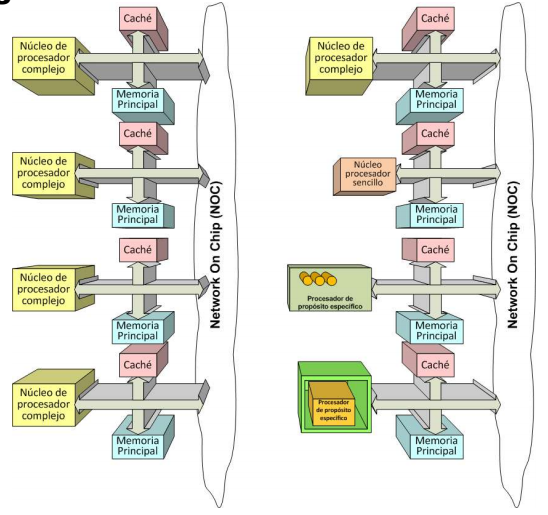 Caché
Núcleo de
procesador
complejo
Memoria
Principal
Caché
Núcleo de
procesador
complejo
Memoria
Principal
Caché
Núcleo de
procesador
complejo
Memoria
Principal
Caché
Núcleo de
procesador
complejo
Memoria
Principal
Network On Chip (NOC)
Caché
Núcleo de
procesador
complejo
Memoria
Principal
Caché
Núcleo
procesador
sencillo
Memoria
Principal
Caché
Procesador de
propósito específico
Memoria
Principal
Caché
Procesador
de propósito
específico
Memoria
Principal
Network On Chip (NOC)